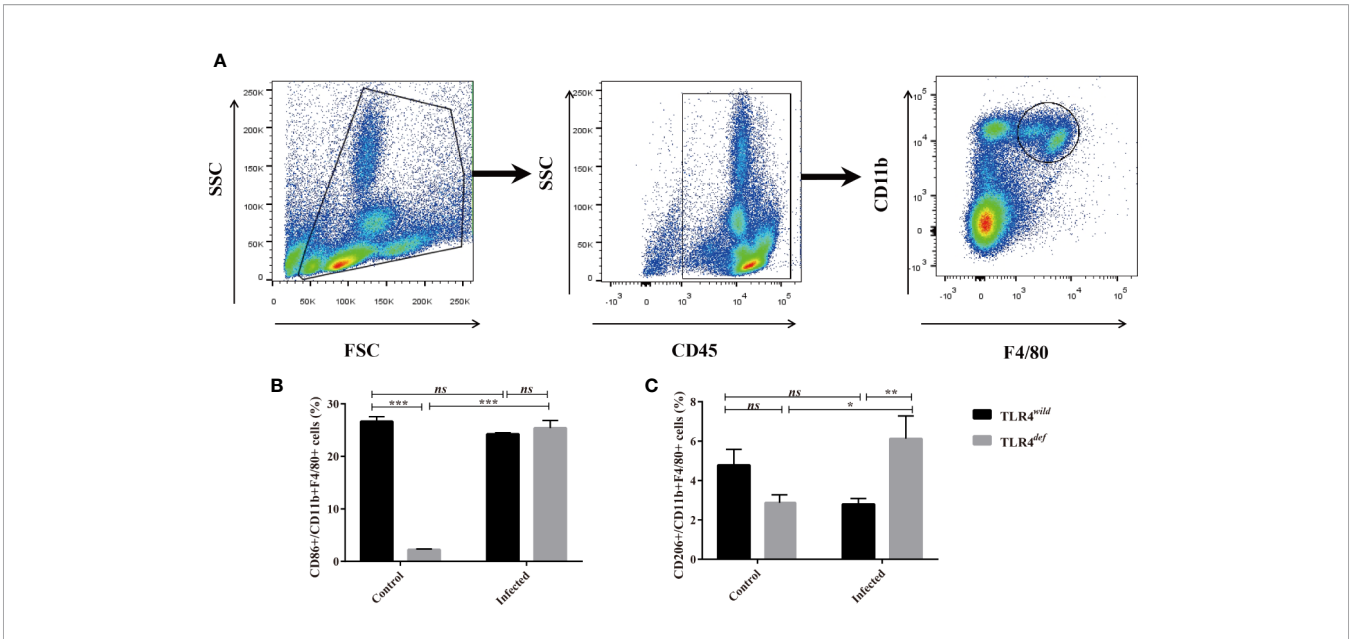 A
SSC
250K
200K
150K
100K
50K
0
0 50K 100K 150K 200K 250K
FSC
SSC
250K
200K
150K
100K
50K
0
-10³ 0 10³ 10⁴ 10⁵
CD45
CD11b
10⁵
10⁴
10³
0
-10³
-10³ 0 10³ 10⁴ 10⁵
F4/80
B
CD86+/CD11b+F4/80+ cells (%)
30
20
10
0
ns ns
*** ***
Control Infected
C
CD206+/CD11b+F4/80+ cells (%)
8
6
4
2
0
ns **
ns *
Control Infected
TLR4wild
TLR4def